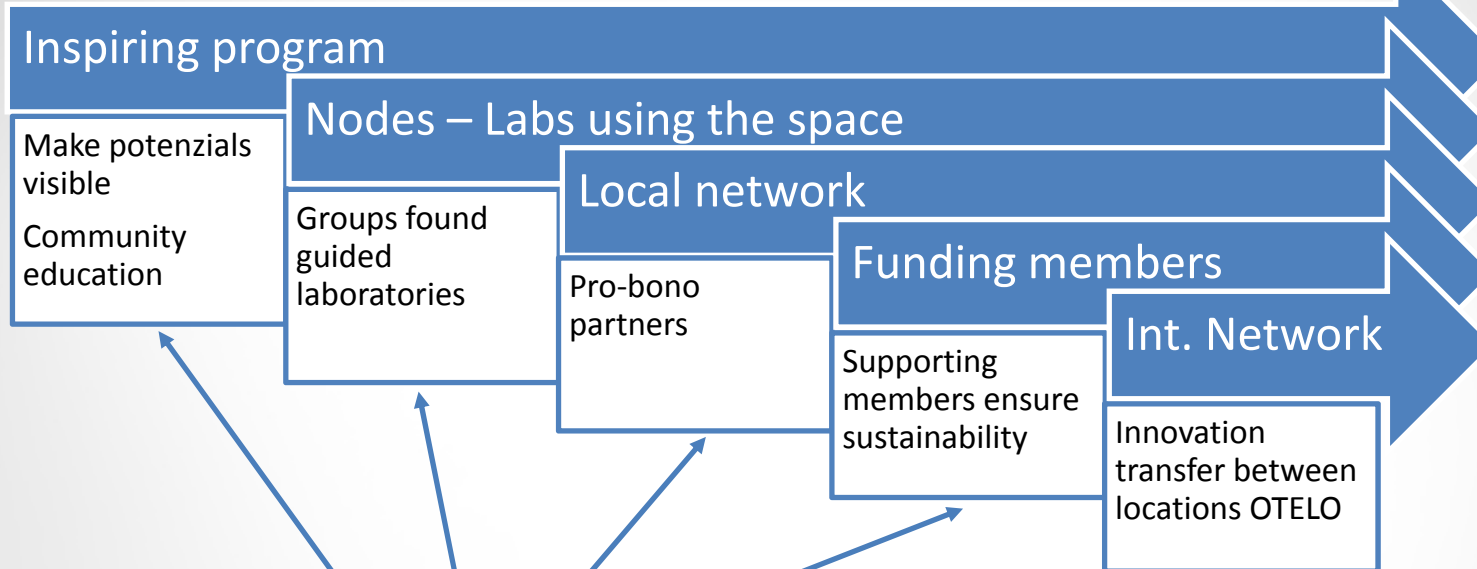 Inspiring program
Make potenzials
visible
Community
education
Nodes – Labs using the space
Groups found
guided
laboratories
Local network
Pro-bono
partners
Funding members
Supporting
members ensure
sustainability
Int. Network
Innovation
transfer between
locations OTELO